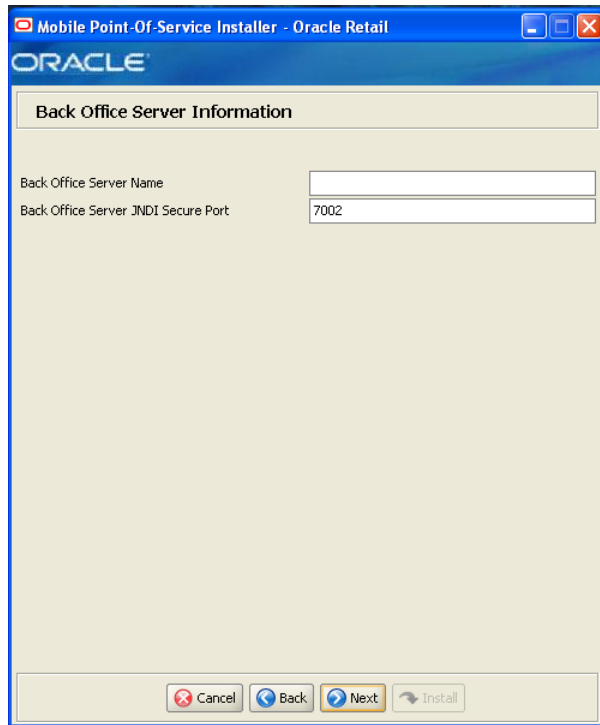 Mobile Point-Of-Service Installer - Oracle Retail
ORACLE
Back Office Server Information
Back Office Server Name
Back Office Server JNDI Secure Port 7002
Cancel Back Next Install